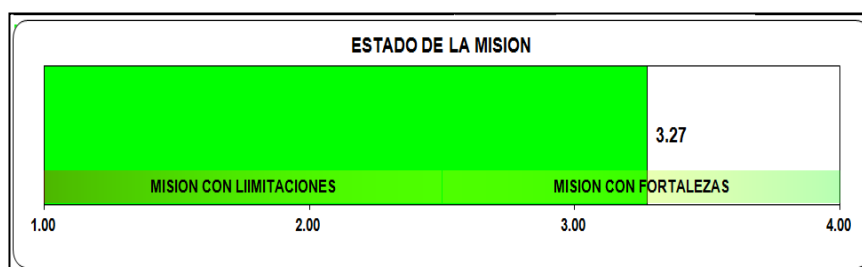 ESTADO DE LA MISION
3.27
MISION CON LIIMITACIONES MISION CON FORTALEZAS
1.00 2.00 3.00 4.00